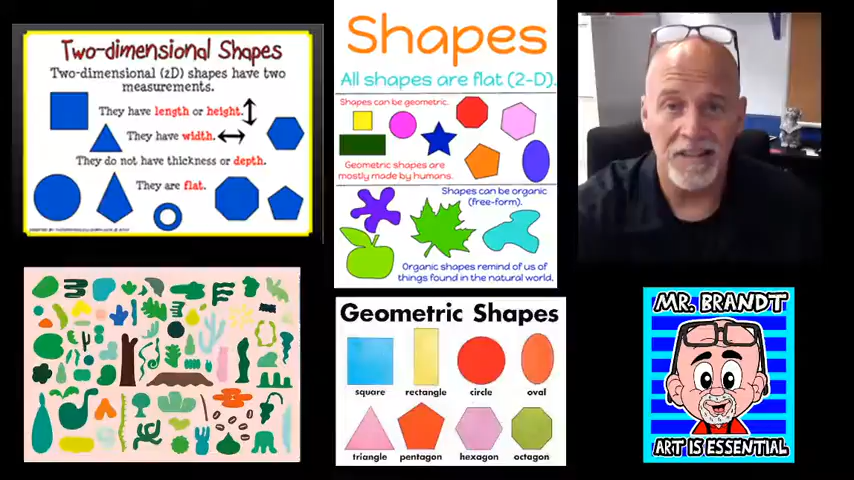 Two-dimensional Shapes
Two-dimensional (2D) shapes have two
measurements.
They have length or height.
They have width.
They do not have thickness or depth.
They are flat.
Shapes
All shapes are flat (2-D).
Shapes can be geometric.
Geometric shapes are
mostly made by humans.
Shapes can be organic
(free-form).
Organic shapes remind of us of
things found in the natural world.
Geometric Shapes
square rectangle circle oval
triangle pentagon hexagon octagon
MR. BRANDT
ART IS ESSENTIAL